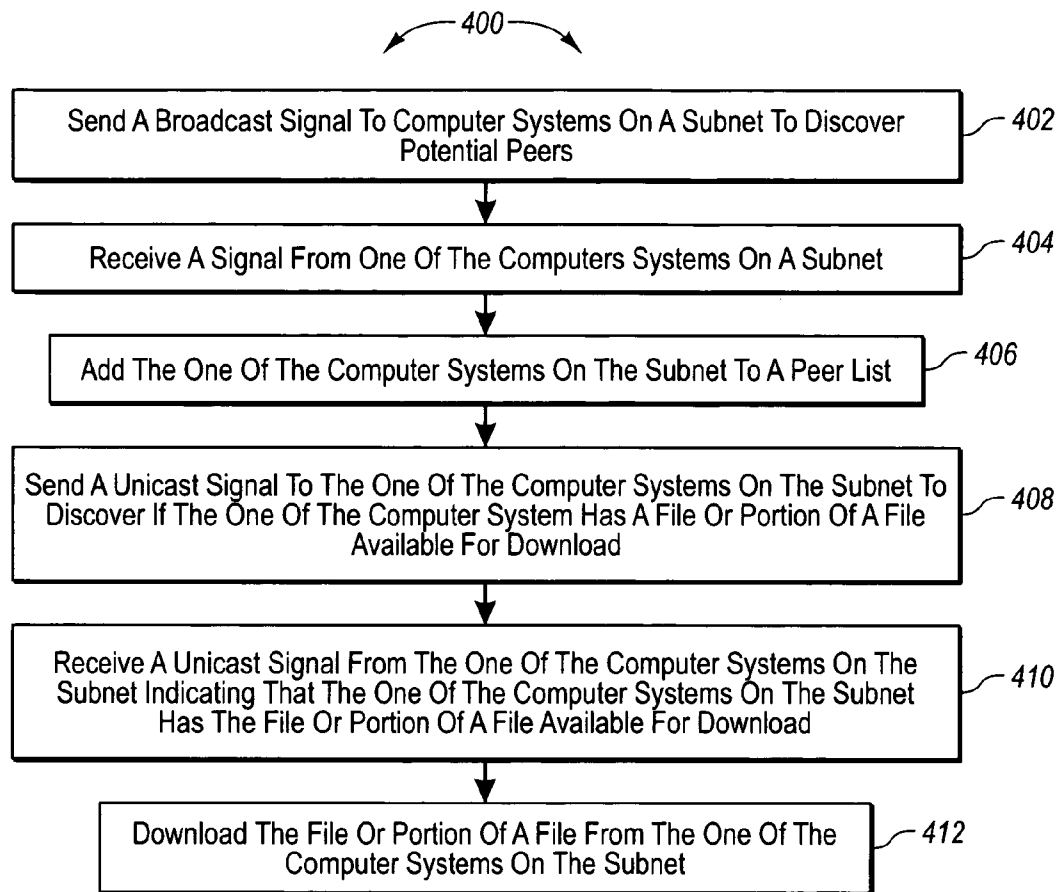 400
Send A Broadcast Signal To Computer Systems On A Subnet To Discover
Potential Peers
402
Receive A Signal From One Of The Computers Systems On A Subnet
404
Add The One Of The Computer Systems On The Subnet To A Peer List
406
Send A Unicast Signal To The One Of The Computer Systems On The Subnet To
Discover If The One Of The Computer System Has A File Or Portion Of A File
Available For Download
408
Receive A Unicast Signal From The One Of The Computer Systems On The
Subnet Indicating That The One Of The Computer Systems On The Subnet
Has The File Or Portion Of A File Available For Download
410
Download The File Or Portion Of A File From The One Of The
Computer Systems On The Subnet
412